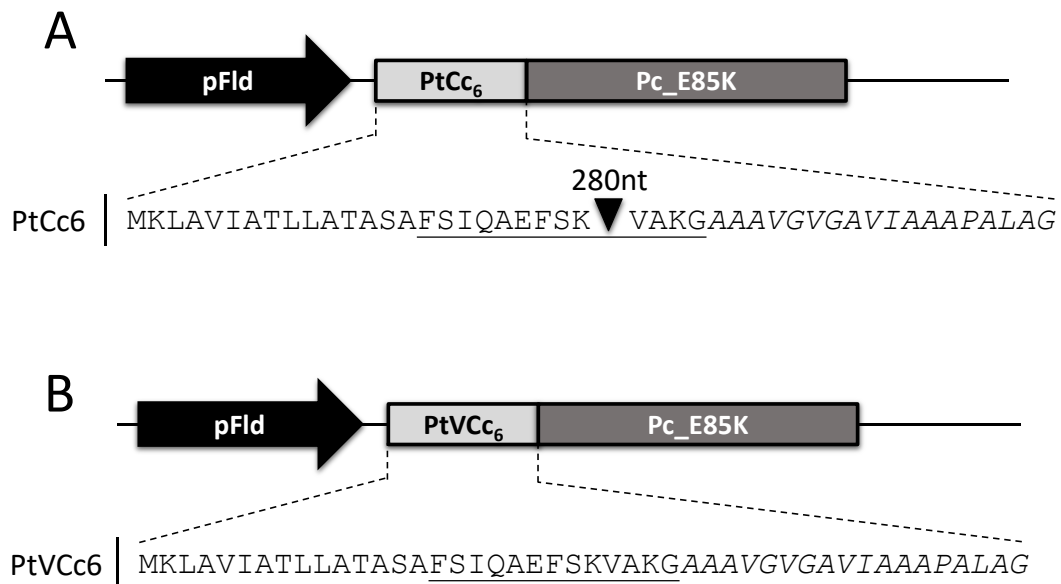 A
pFld PtCc₆ Pc_E85K
280nt
PtCc6 MKLAVIATLLATASAFSIQAEFSK VAKGAAAVGVGAVIAAAPALAG
B
pFld PtVCc₆ Pc_E85K
PtVCc6 MKLAVIATLLATASAFSIQAEFSKVAKGAAAVGVGAVIAAAPALAG